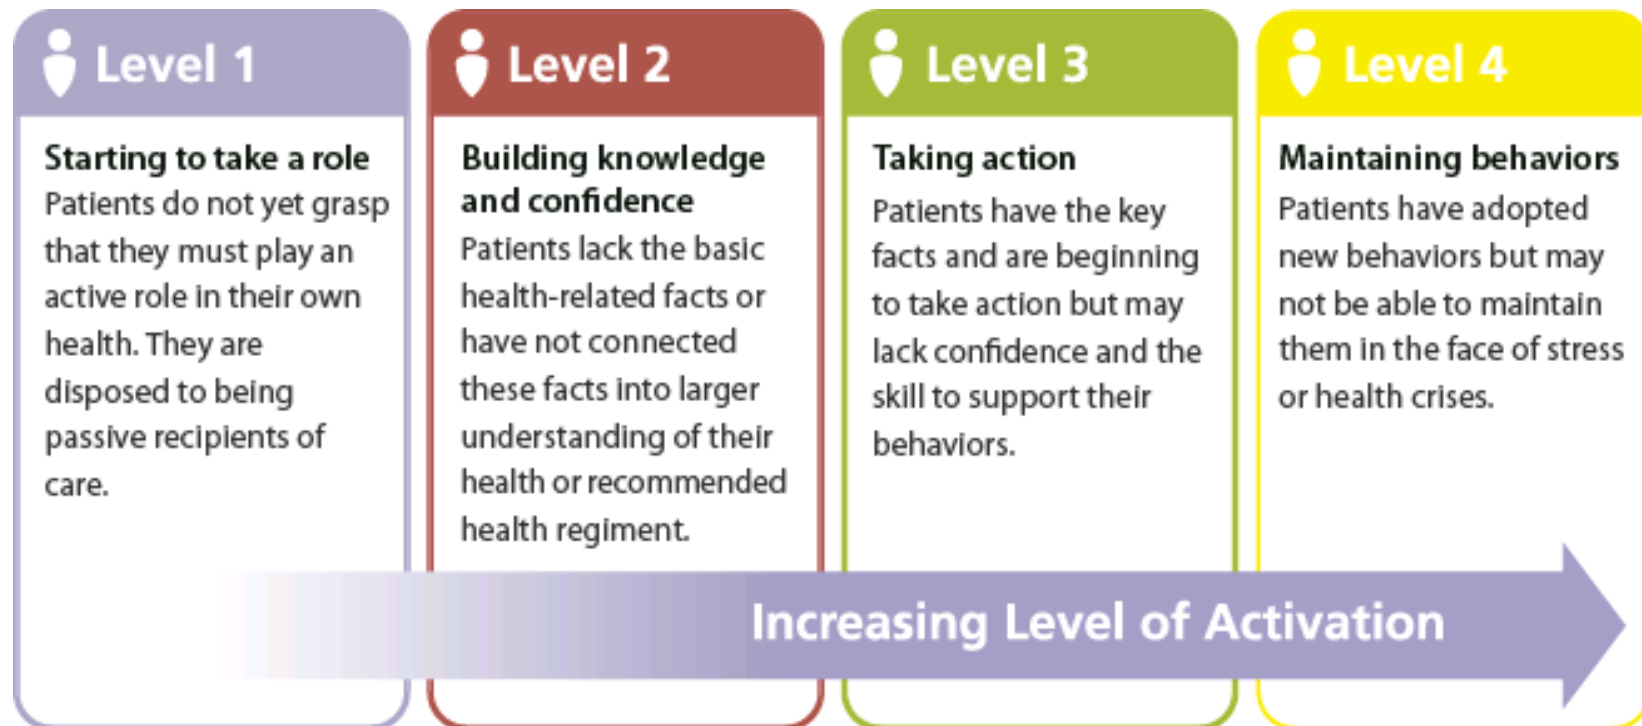 Level 1
Starting to take a role
Patients do not yet grasp
that they must play an
active role in their own
health. They are
disposed to being
passive recipients of
care.
Level 2
Building knowledge
and confidence
Patients lack the basic
health-related facts or
have not connected
these facts into larger
understanding of their
health or recommended
health regiment.
Level 3
Taking action
Patients have the key
facts and are beginning
to take action but may
lack confidence and the
skill to support their
behaviors.
Level 4
Maintaining behaviors
Patients have adopted
new behaviors but may
not be able to maintain
them in the face of stress
or health crises.
Increasing Level of Activation